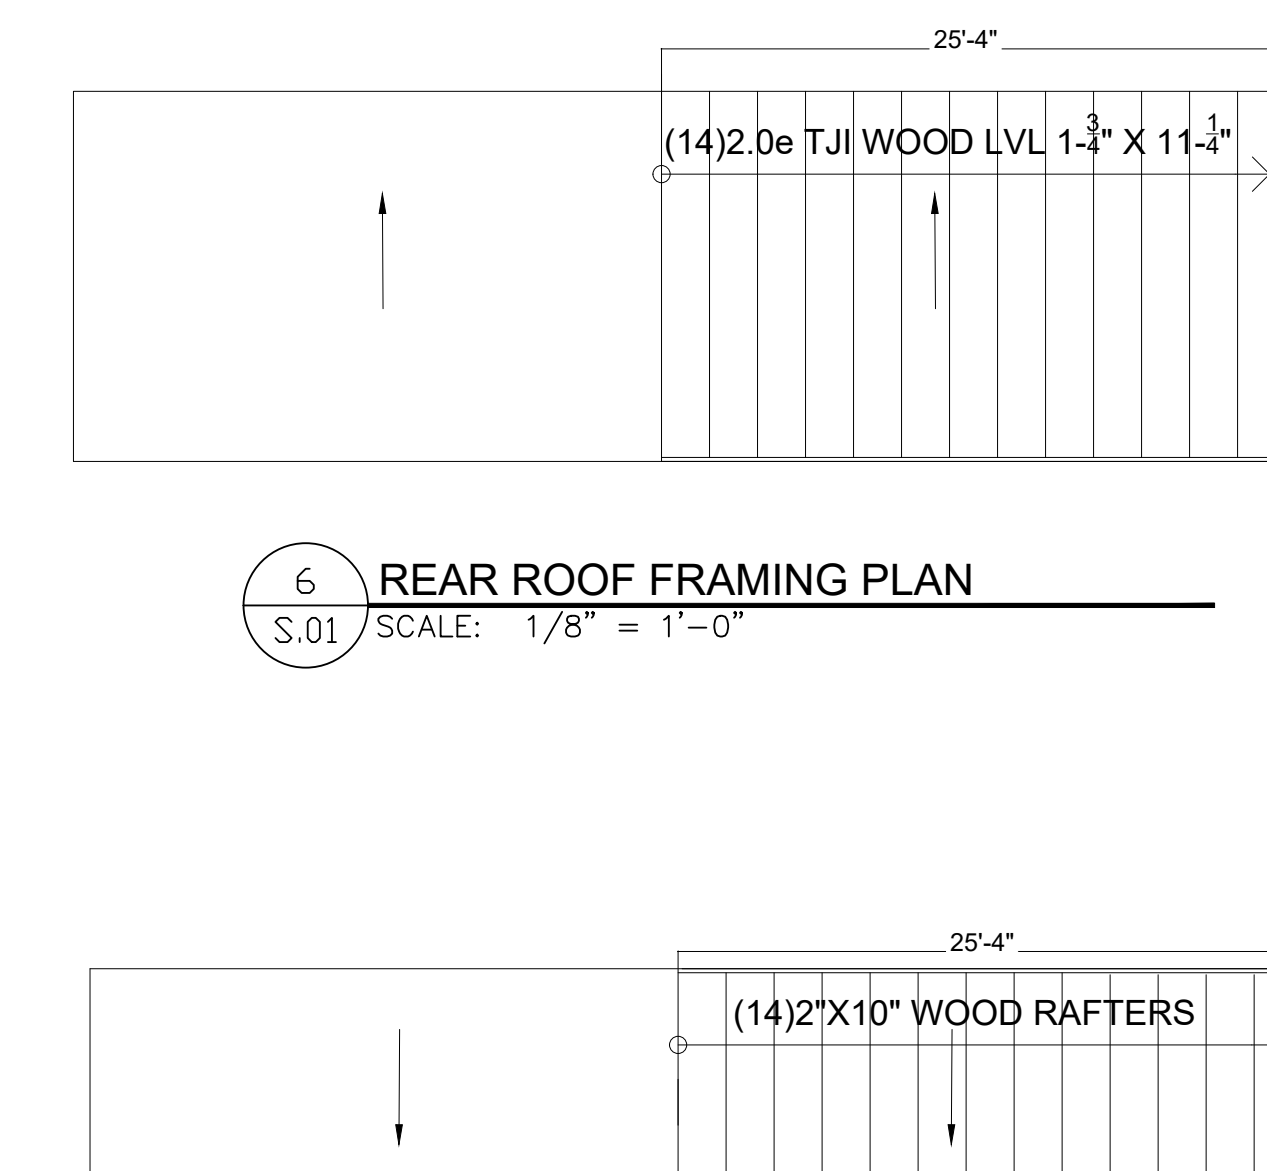 25'-4"
(14)2.0e TJI WOOD LVL 1-3/4" X 11-1/4"
6
S.01
REAR ROOF FRAMING PLAN
SCALE: 1/8” = 1’-0”
25'-4"
(14)2"X10" WOOD RAFTERS